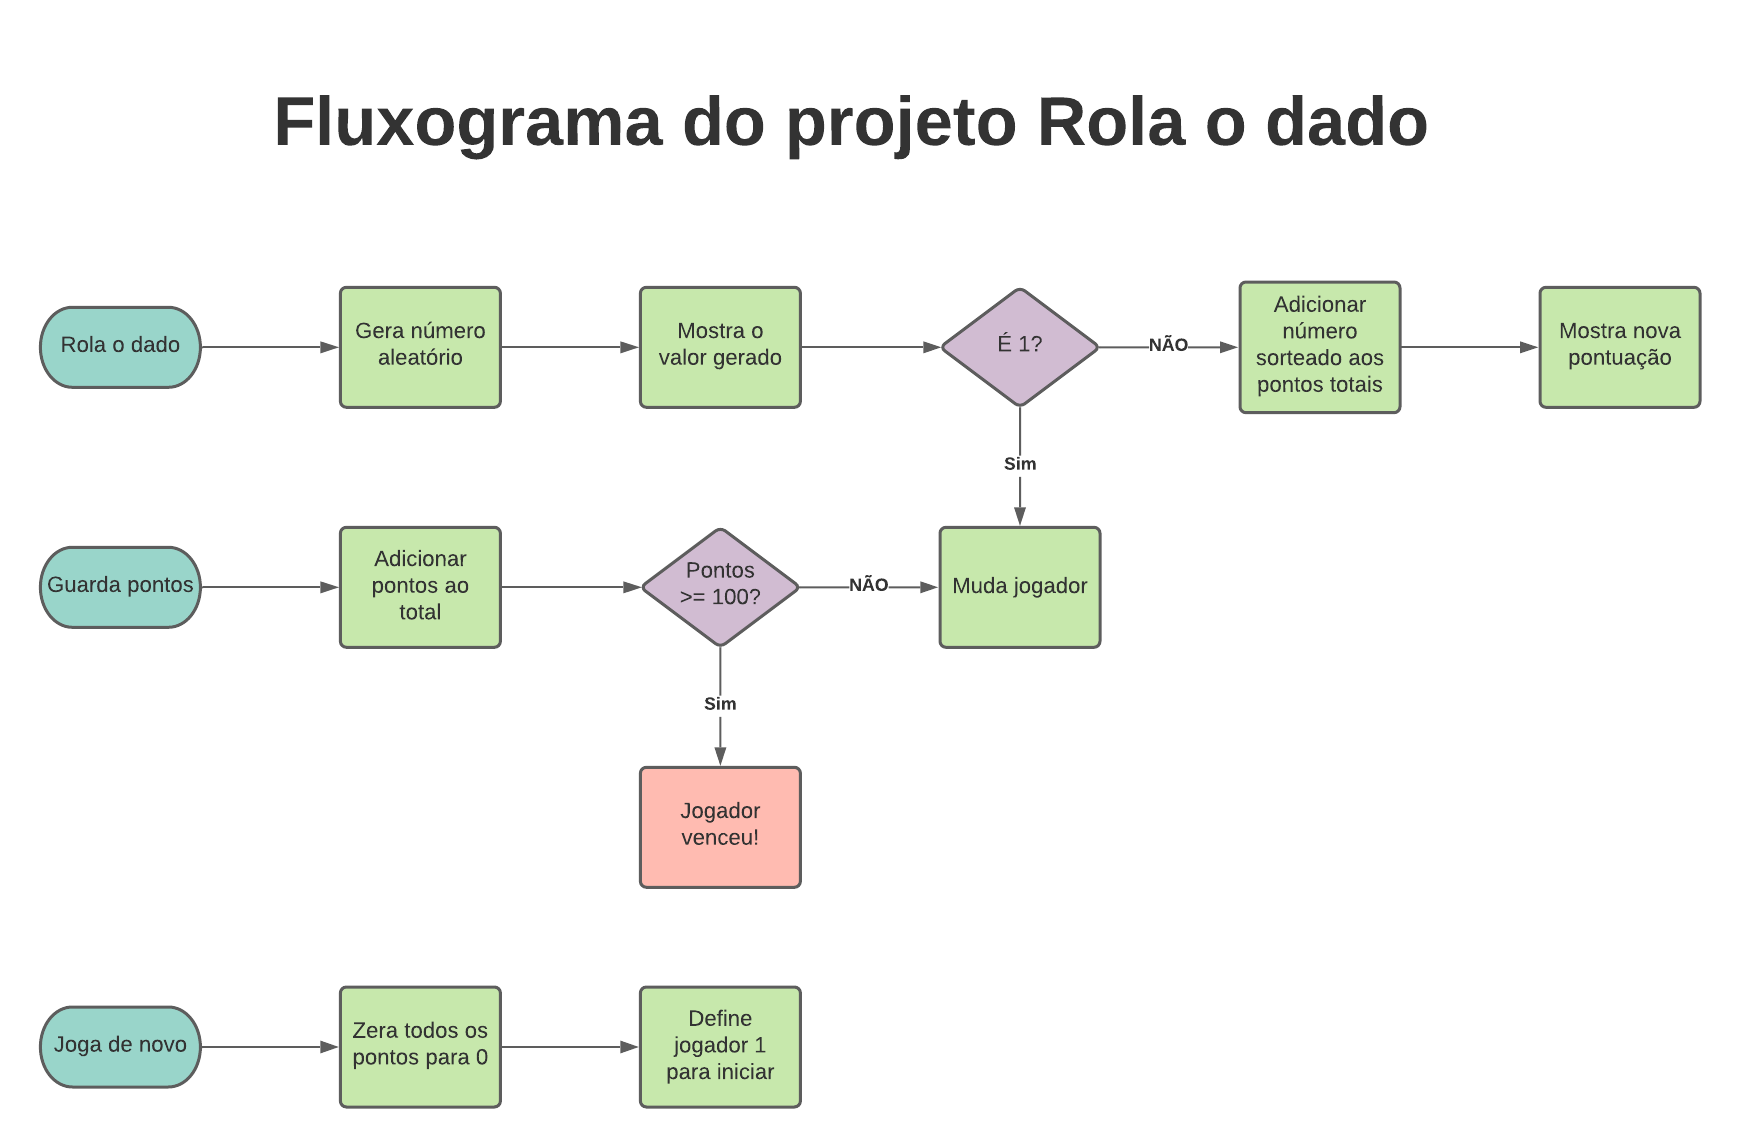 Fluxograma do projeto Rola o dado
Rola o dado
Gera número
aleatório
Mostra o
valor gerado
É 1?
NÃO
Adicionar
número
sorteado aos
pontos totais
Mostra nova
pontuação
Sim
Guarda pontos
Adicionar
pontos ao
total
Pontos
>= 100?
NÃO
Muda jogador
Sim
Jogador
venceu!
Joga de novo
Zera todos os
pontos para 0
Define
jogador 1
para iniciar